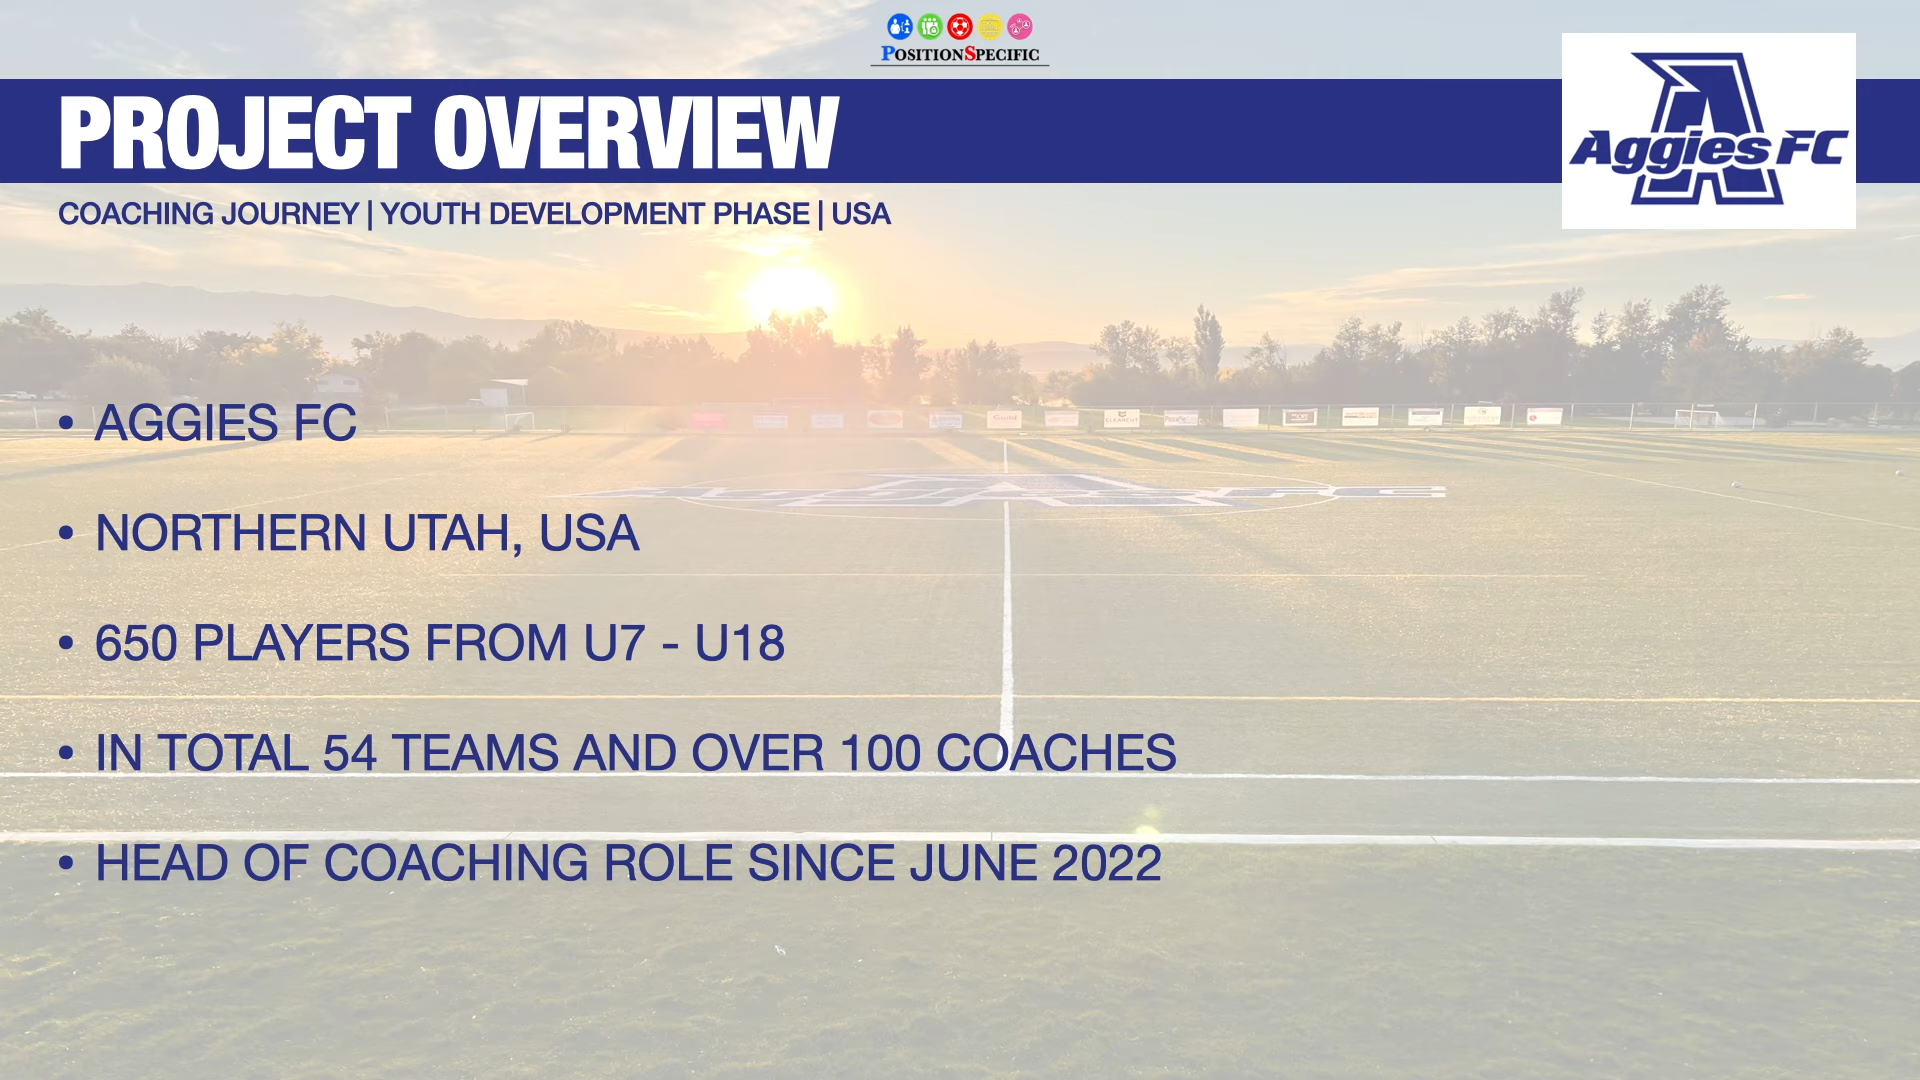 POSITIONSPECIFIC
PROJECT OVERVIEW
Aggies FC
COACHING JOURNEY | YOUTH DEVELOPMENT PHASE | USA
• AGGIES FC
• NORTHERN UTAH, USA
• 650 PLAYERS FROM U7 - U18
• IN TOTAL 54 TEAMS AND OVER 100 COACHES
• HEAD OF COACHING ROLE SINCE JUNE 2022